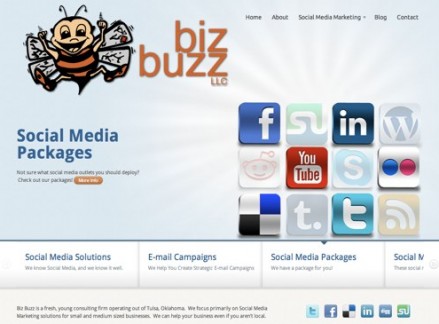 Home About Social Media Marketing Blog Contact
biz
buzz
LLC
Social Media
Packages
Not sure what social media outlets you should deploy?
Check out our packages! More Info
f in W
You
Tube
S
t. t
Social Media Solutions E-mail Campaigns Social Media Packages Social M
We know Social Media, and we know it well. We Help You Create Strategic E-mail Campaigns We have a package for your These social r
Biz Buzz is a fresh, young consulting firm operating out of Tulsa, Oklahoma. We focus primarily on Social Media
Marketing solutions for small and medium sized businesses. We can help your business even if you aren't local.